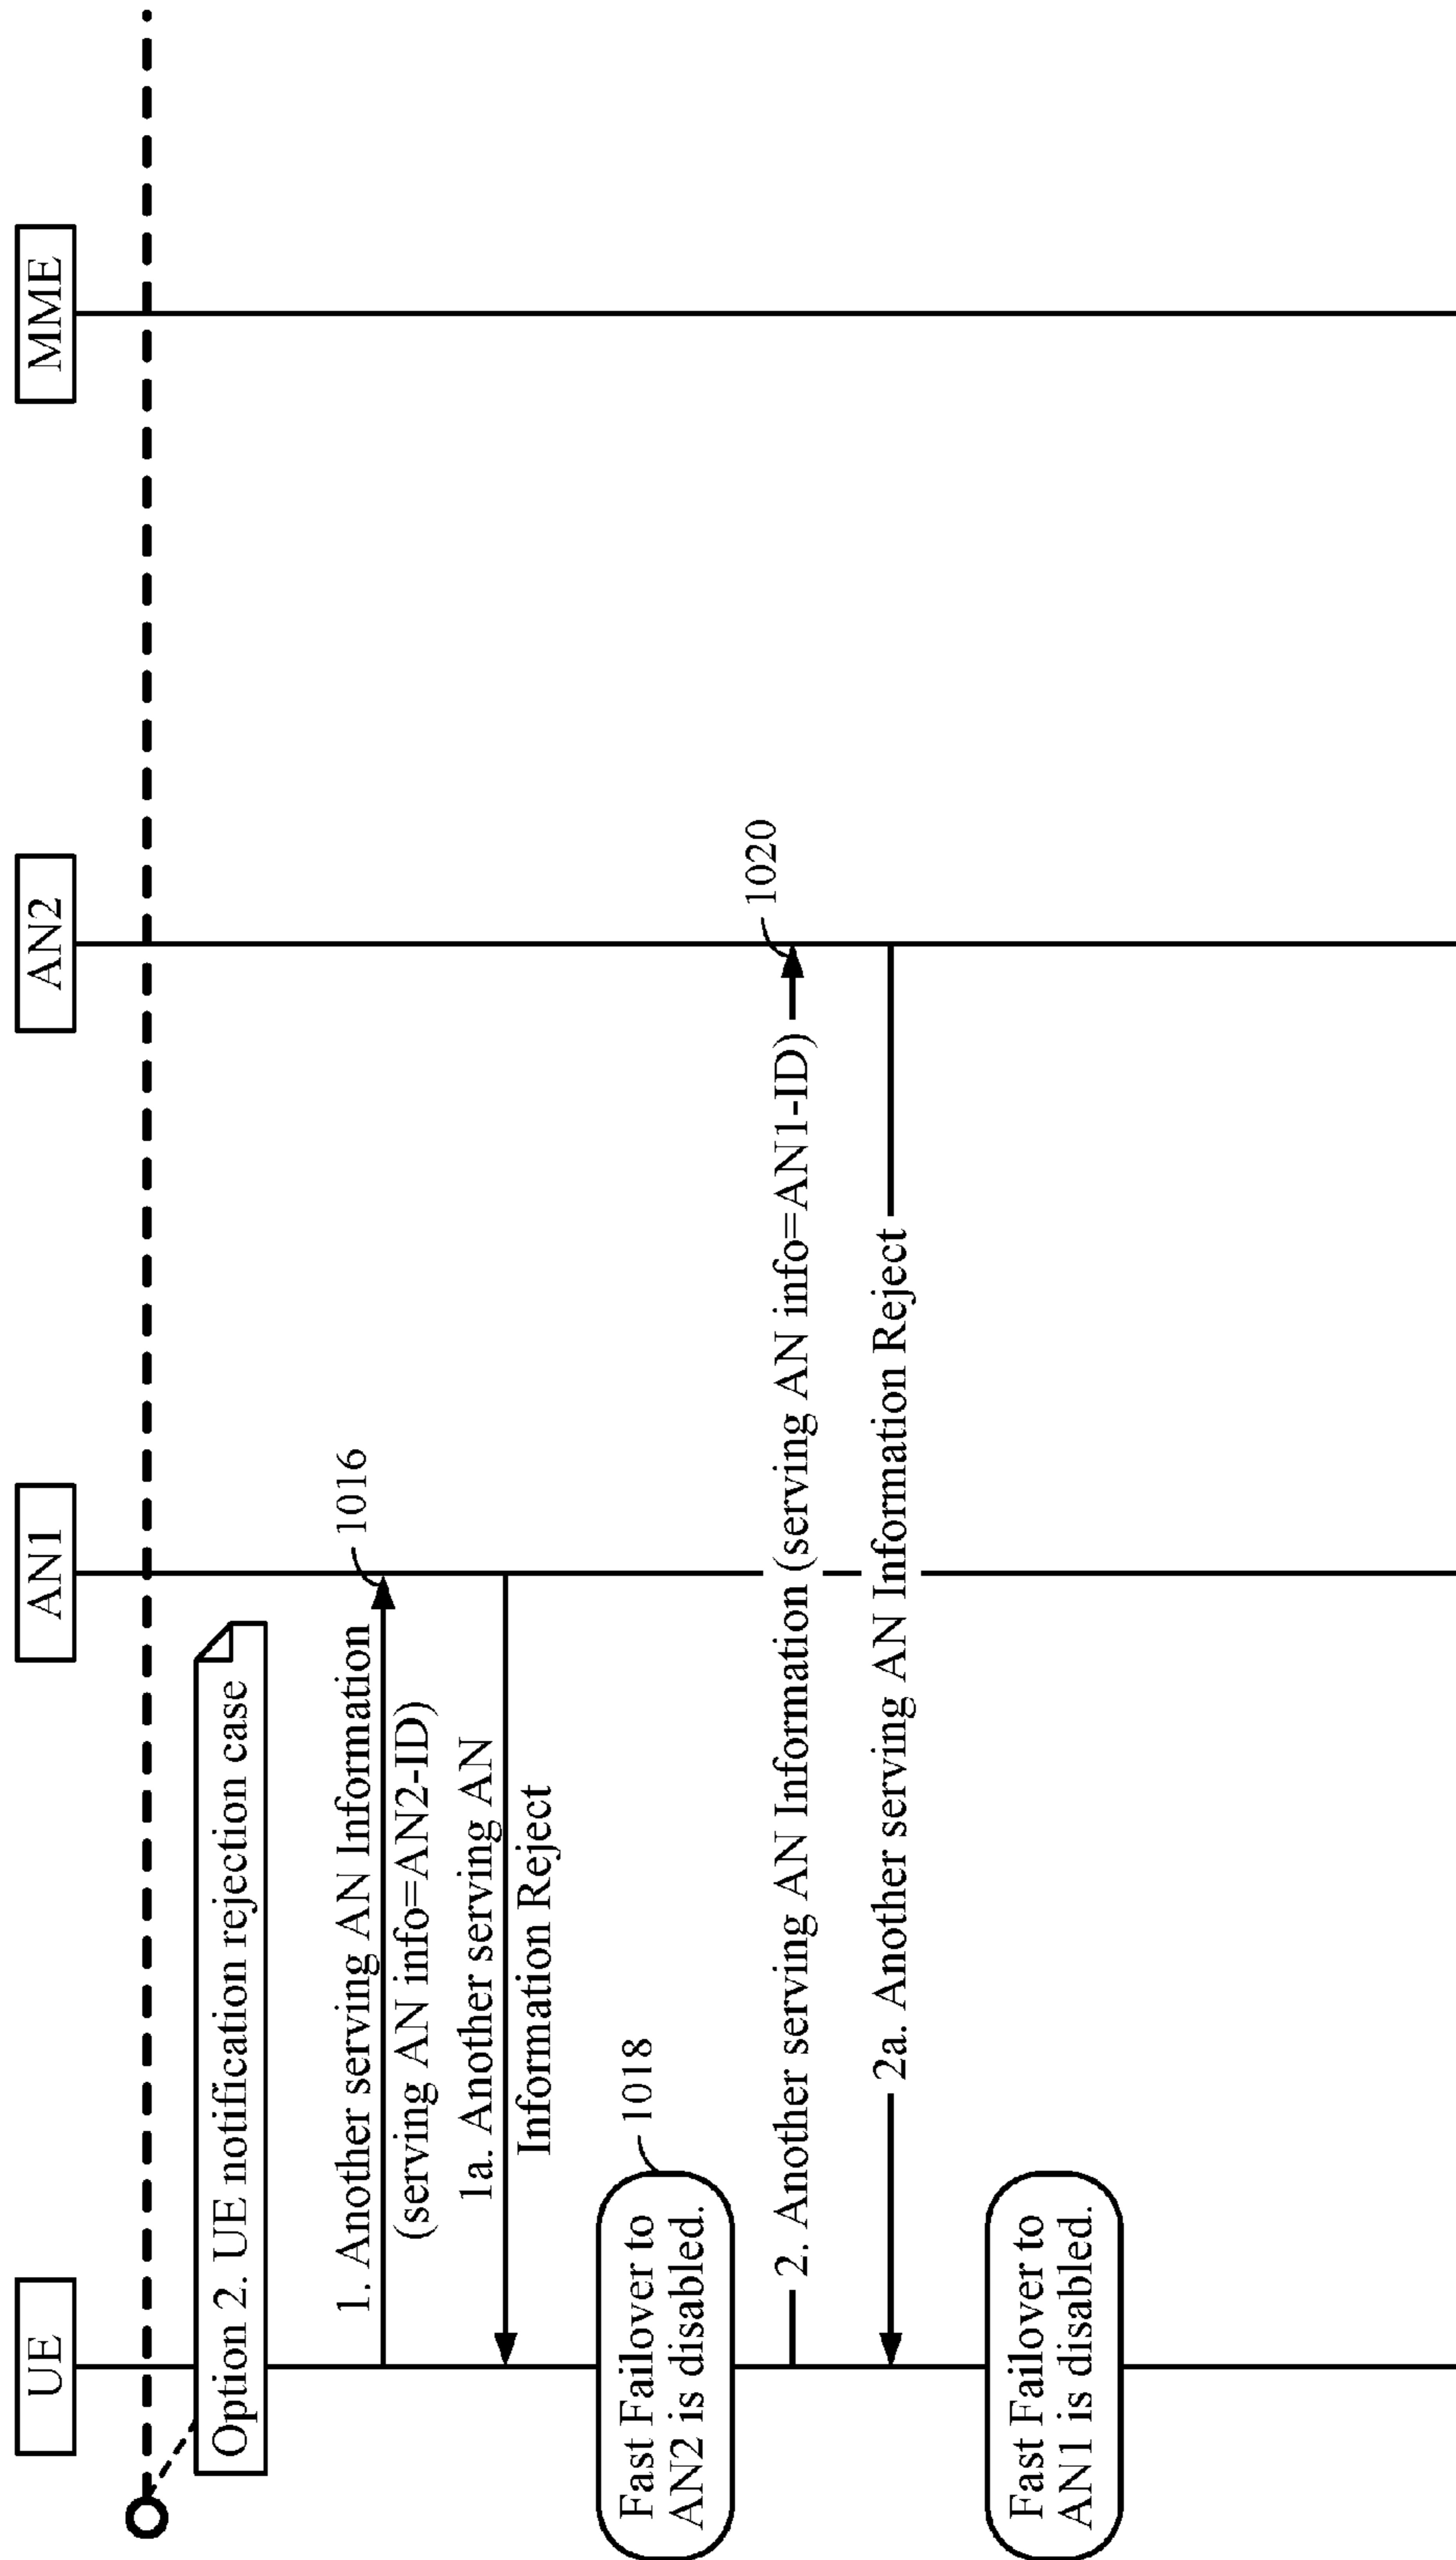 UE
AN1
AN2
MME
Option 2. UE notification rejection case
1. Another serving AN Information
(serving AN info=AN2-ID)
1016
1a. Another serving AN
Information Reject
Fast Failover to
AN2 is disabled.
1018
2. Another serving AN Information (serving AN info=AN1-ID)
1020
2a. Another serving AN Information Reject
Fast Failover to
AN1 is disabled.